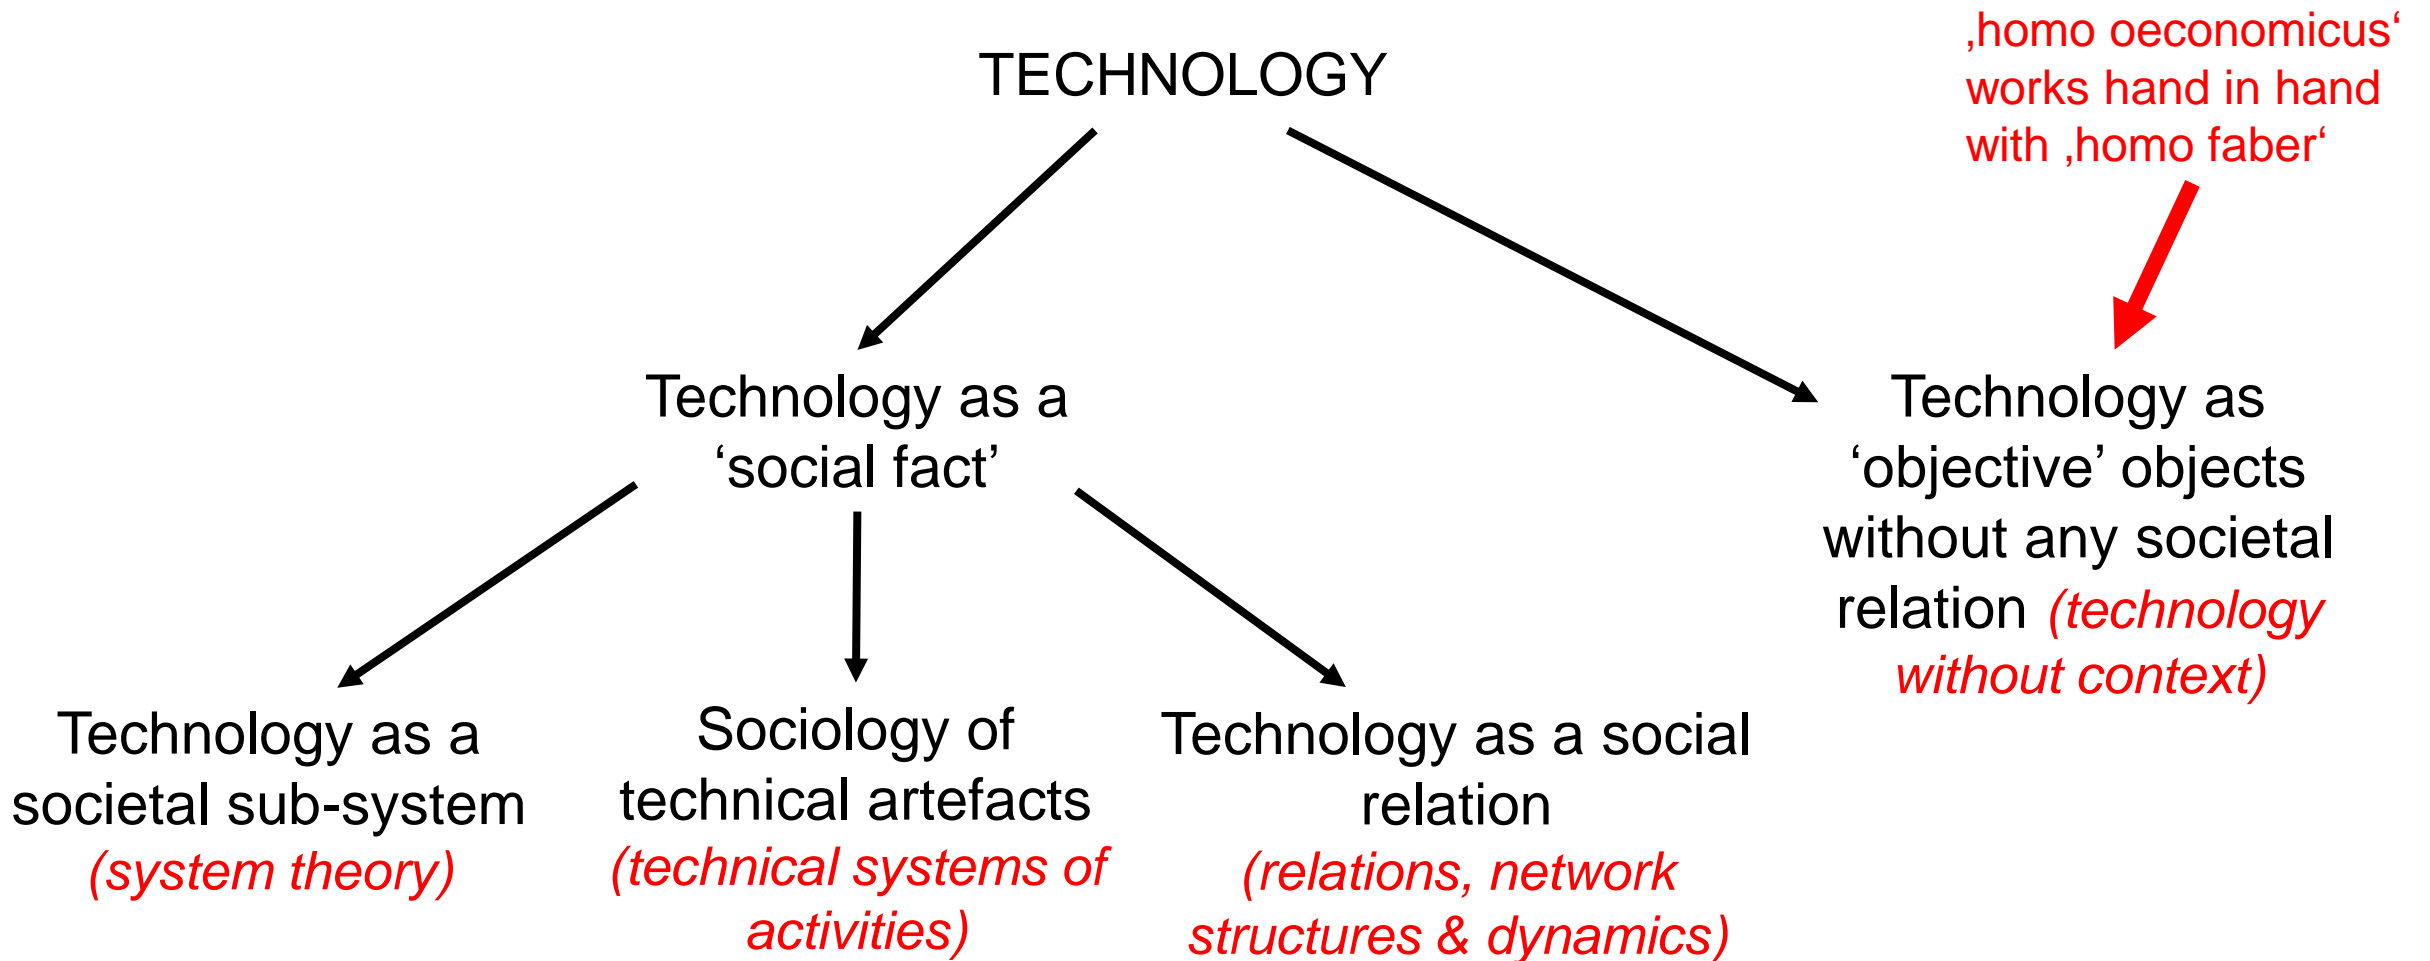 TECHNOLOGY
‚homo oeconomicus‘
works hand in hand
with ‚homo faber‘
Technology as a
‘social fact’
Technology as
‘objective’ objects
without any societal
relation (technology
without context)
Technology as a
societal sub-system
(system theory)
Sociology of
technical artefacts
(technical systems of
activities)
Technology as a social
relation
(relations, network
structures & dynamics)